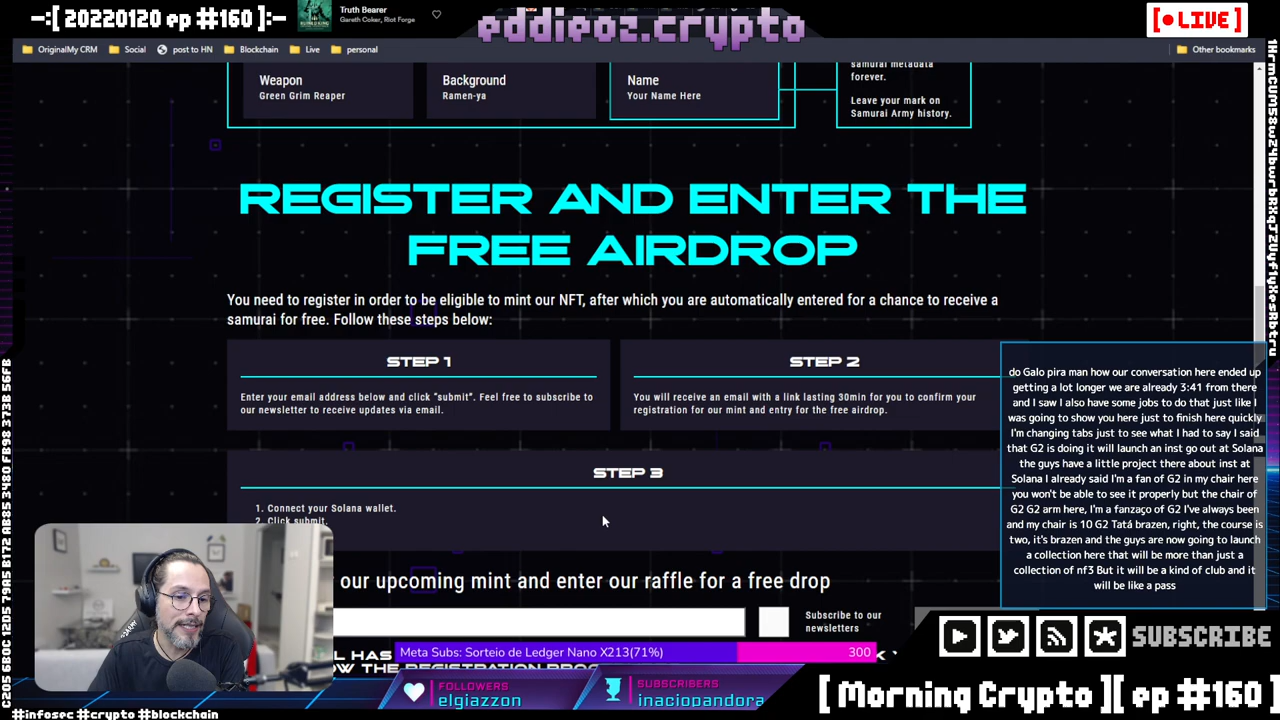 -:[ 20220120 ep #160 ]:-
Truth Bearer
Gareth Coker, Riot Forge
eddieoz.crypto
[ LIVE ]
OriginalMy CRM
Social
post to HN
Blockchain
Live
personal
Other bookmarks
Weapon
Green Grim Reaper
Background
Ramen-ya
Name
Your Name Here
samurai metadata
forever.
Leave your mark on
Samurai Army history.
REGISTER AND ENTER THE
FREE AIRDROP
You need to register in order to be eligible to mint our NFT, after which you are automatically entered for a chance to receive a
samurai for free. Follow these steps below:
STEP 1
Enter your email address below and click “submit”. Feel free to subscribe to
our newsletter to receive updates via email.
STEP 2
You will receive an email with a link lasting 30min for you to confirm your
registration for our mint and entry for the free airdrop.
STEP 3
1. Connect your Solana wallet.
2. Click submit.
our upcoming mint and enter our raffle for a free drop
Subscribe to our
newsletters
do Galo pira man how our conversation here ended up
getting a lot longer we are already 3:41 from there
and I saw I also have some jobs to do that just like I
was going to show you here just to finish here quickly
I'm changing tabs just to see what I had to say I said
that G2 is doing it will launch an inst go out at Solana
the guys have a little project there about inst at
Solana I already said I'm a fan of G2 in my chair here
you won't be able to see it properly but the chair of
G2 G2 arm here, I'm a fanzaço of G2 I've always been
and my chair is 10 G2 Tatá brazen, right, the course is
two, it's brazen and the guys are now going to launch
a collection here that will be more than just a
collection of nf3 But it will be a kind of club and it
will be like a pass
SUBSCRIBE
Meta Subs: Sorteio de Ledger Nano X213(71%)
300
FOLLOWERS
elgiazzon
SUBSCRIBERS
inaciopandora
[ Morning Crypto ][ ep #160 ]
#infosec #crypto #blockchain